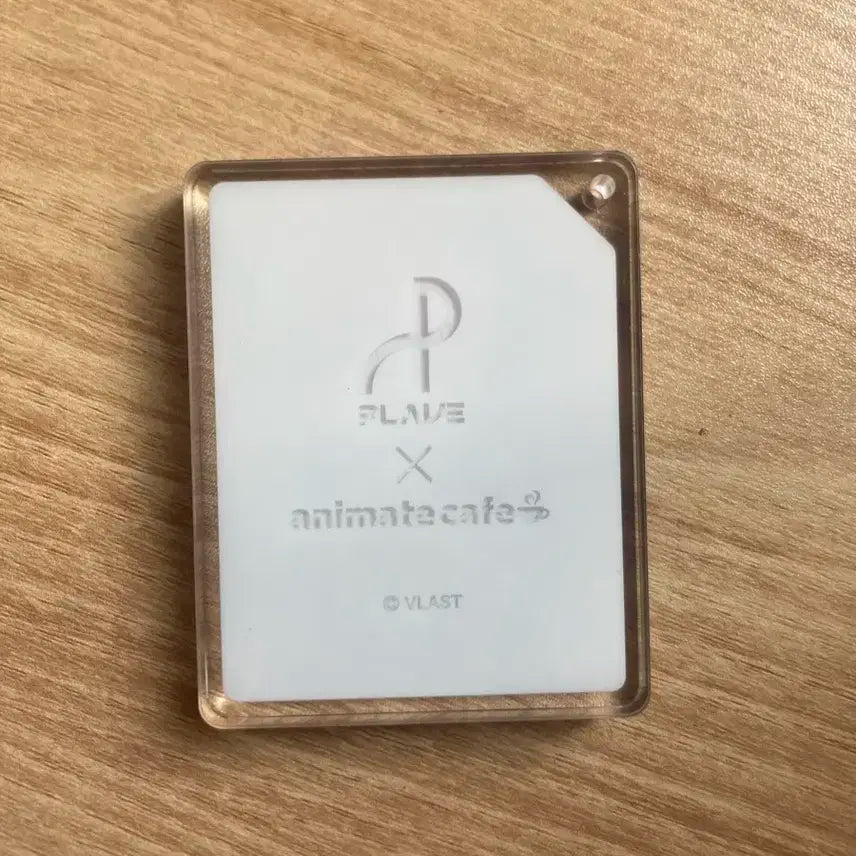 PLAVE
×
animate cafe
© VLAST